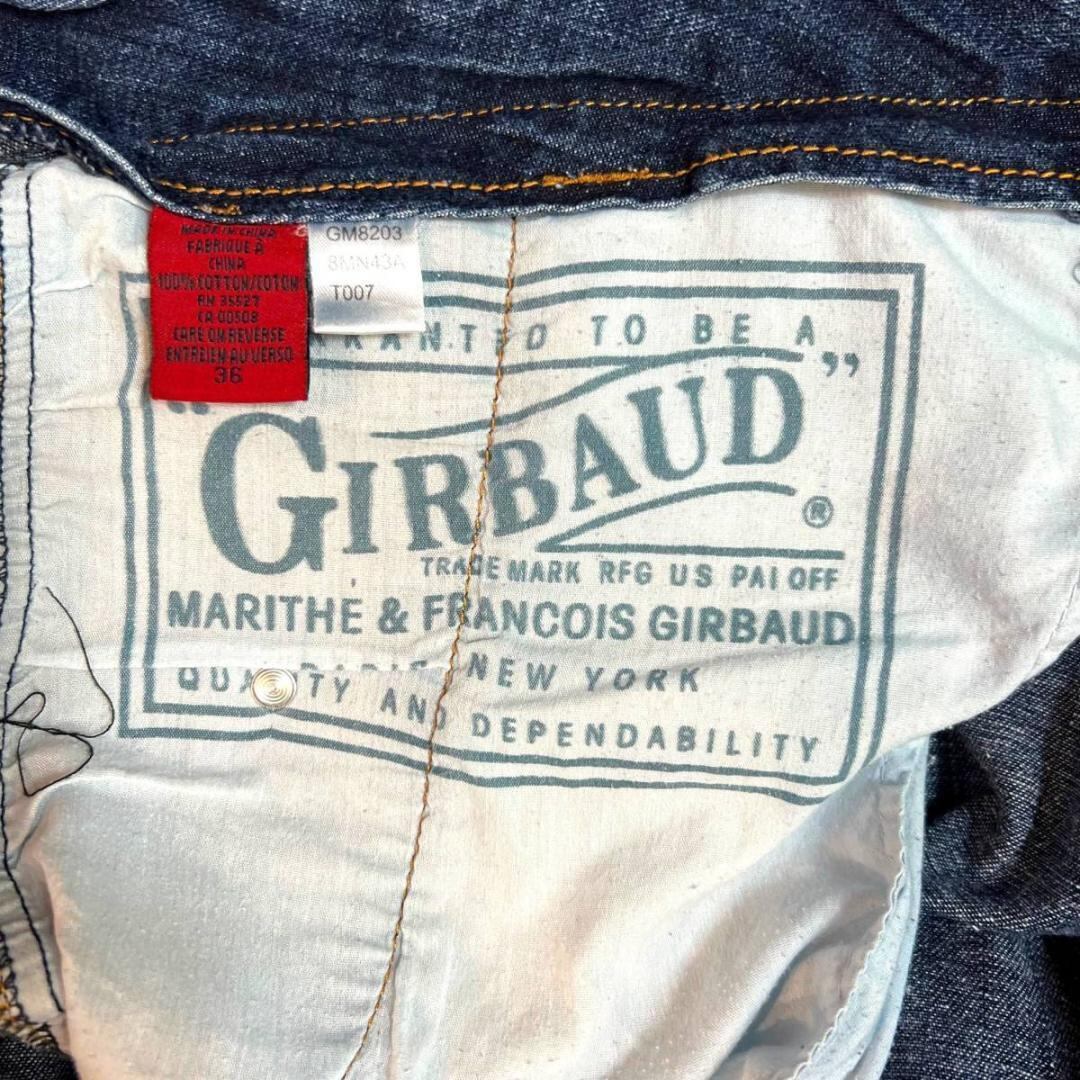 MADE IN CHINA
FABRIQUÉ À
CHINA
100% COTTON/COTON
RN 35527
CA 00508
CARE ON REVERSE
ENTRETIEN AU VERSO
36
GM8203
8MN43A
T007
TO BE A
"GIRBAUD"
®
TRADE MARK RFG US PAT OFF
MARITHE & FRANCOIS GIRBAUD
NEW YORK
QUALITY AND DEPENDABILITY